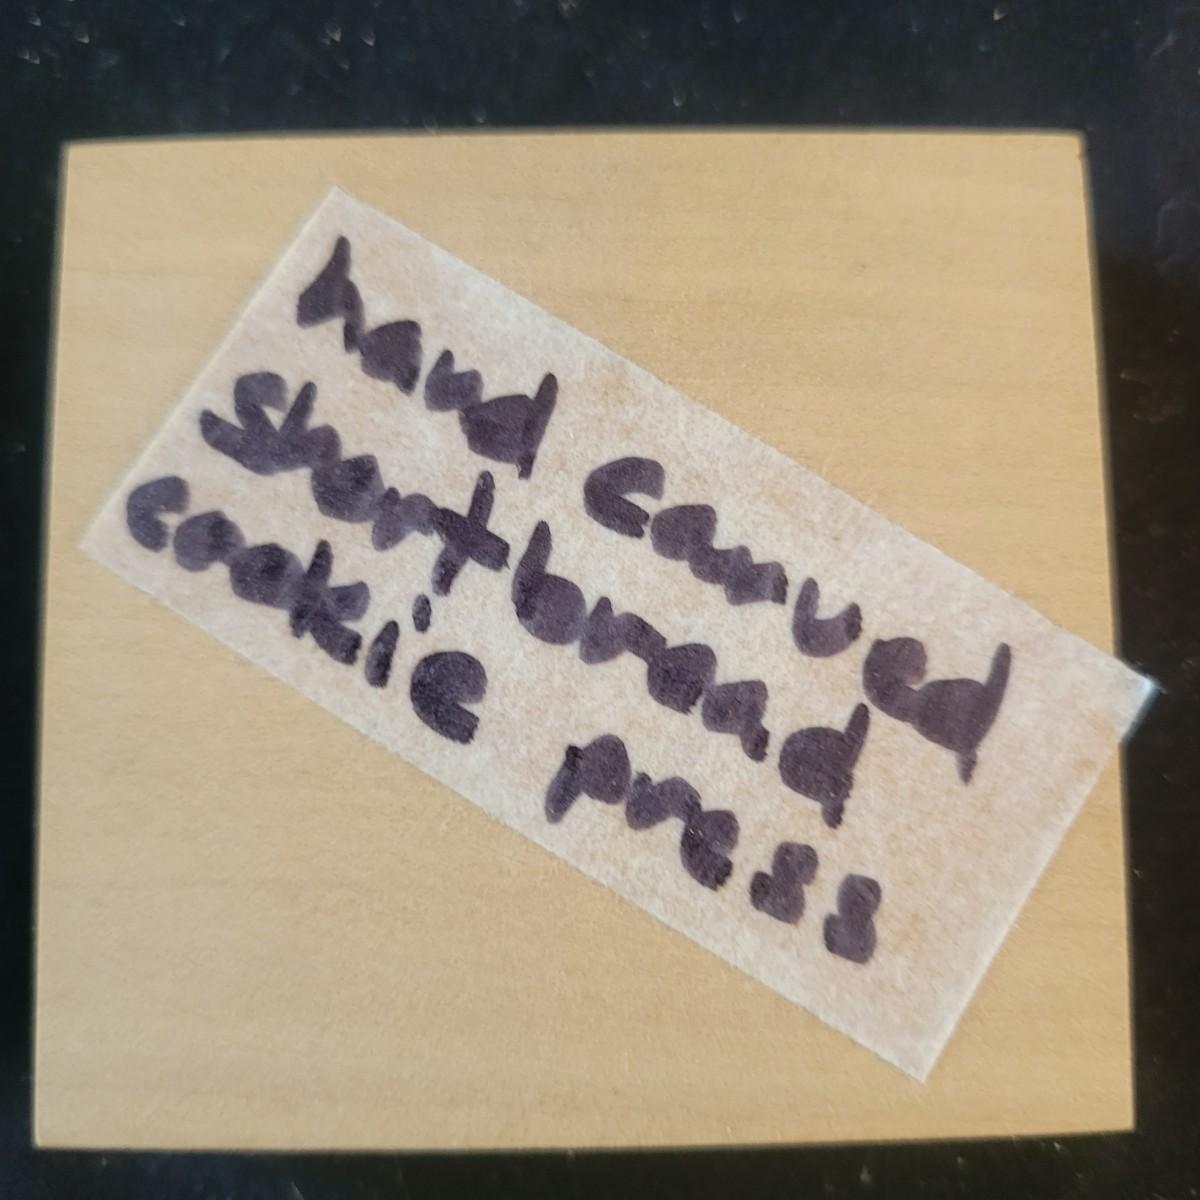 hand carved
shortbread
cookie press